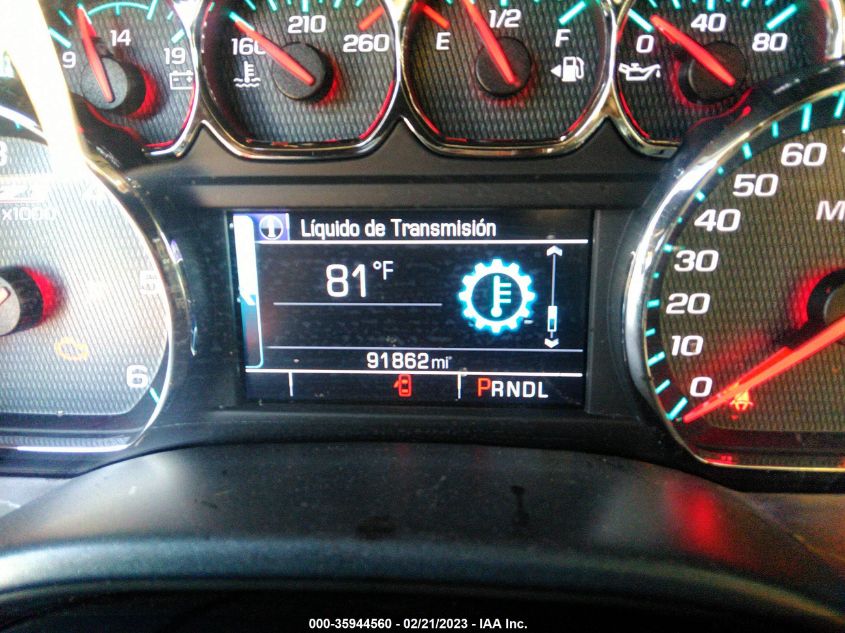 9 14 19
160 210 260
E 1/2 F
0 40 80
Líquido de Transmisión
81°F
91862 mi
PRNDL
x1000
6
0 10 20 30 40 50 60
000-35944560 - 02/21/2023 - IAA Inc.